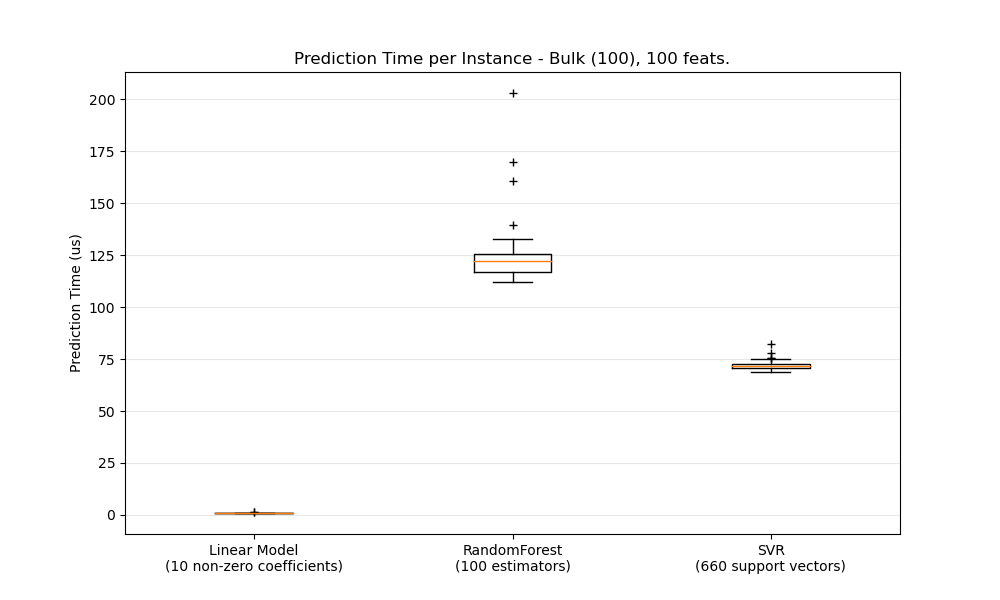 Prediction Time per Instance - Bulk (100), 100 feats.
Prediction Time (us)
200
175
150
125
100
75
50
25
0
Linear Model
(10 non-zero coefficients)
RandomForest
(100 estimators)
SVR
(660 support vectors)